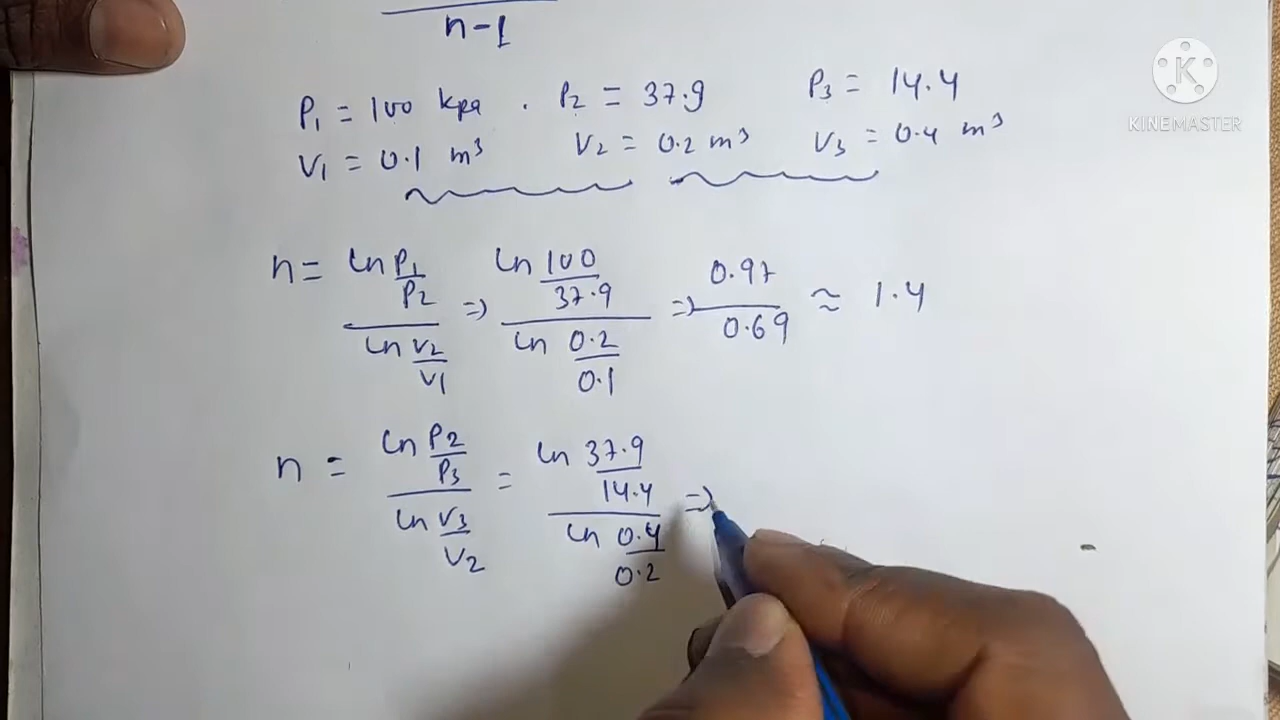 n-1
P1 = 100 kpa . P2 = 37.9 P3 = 14.4
V1 = 0.1 m³ V2 = 0.2 m³ V3 = 0.4 m³
KINEMASTER
n = ln P1/P2 / ln V2/V1 => ln 100/37.9 / ln 0.2/0.1 => 0.97/0.69 ≈ 1.4
n = ln P2/P3 / ln V3/V2 = ln 37.9/14.4 / ln 0.4/0.2 =>